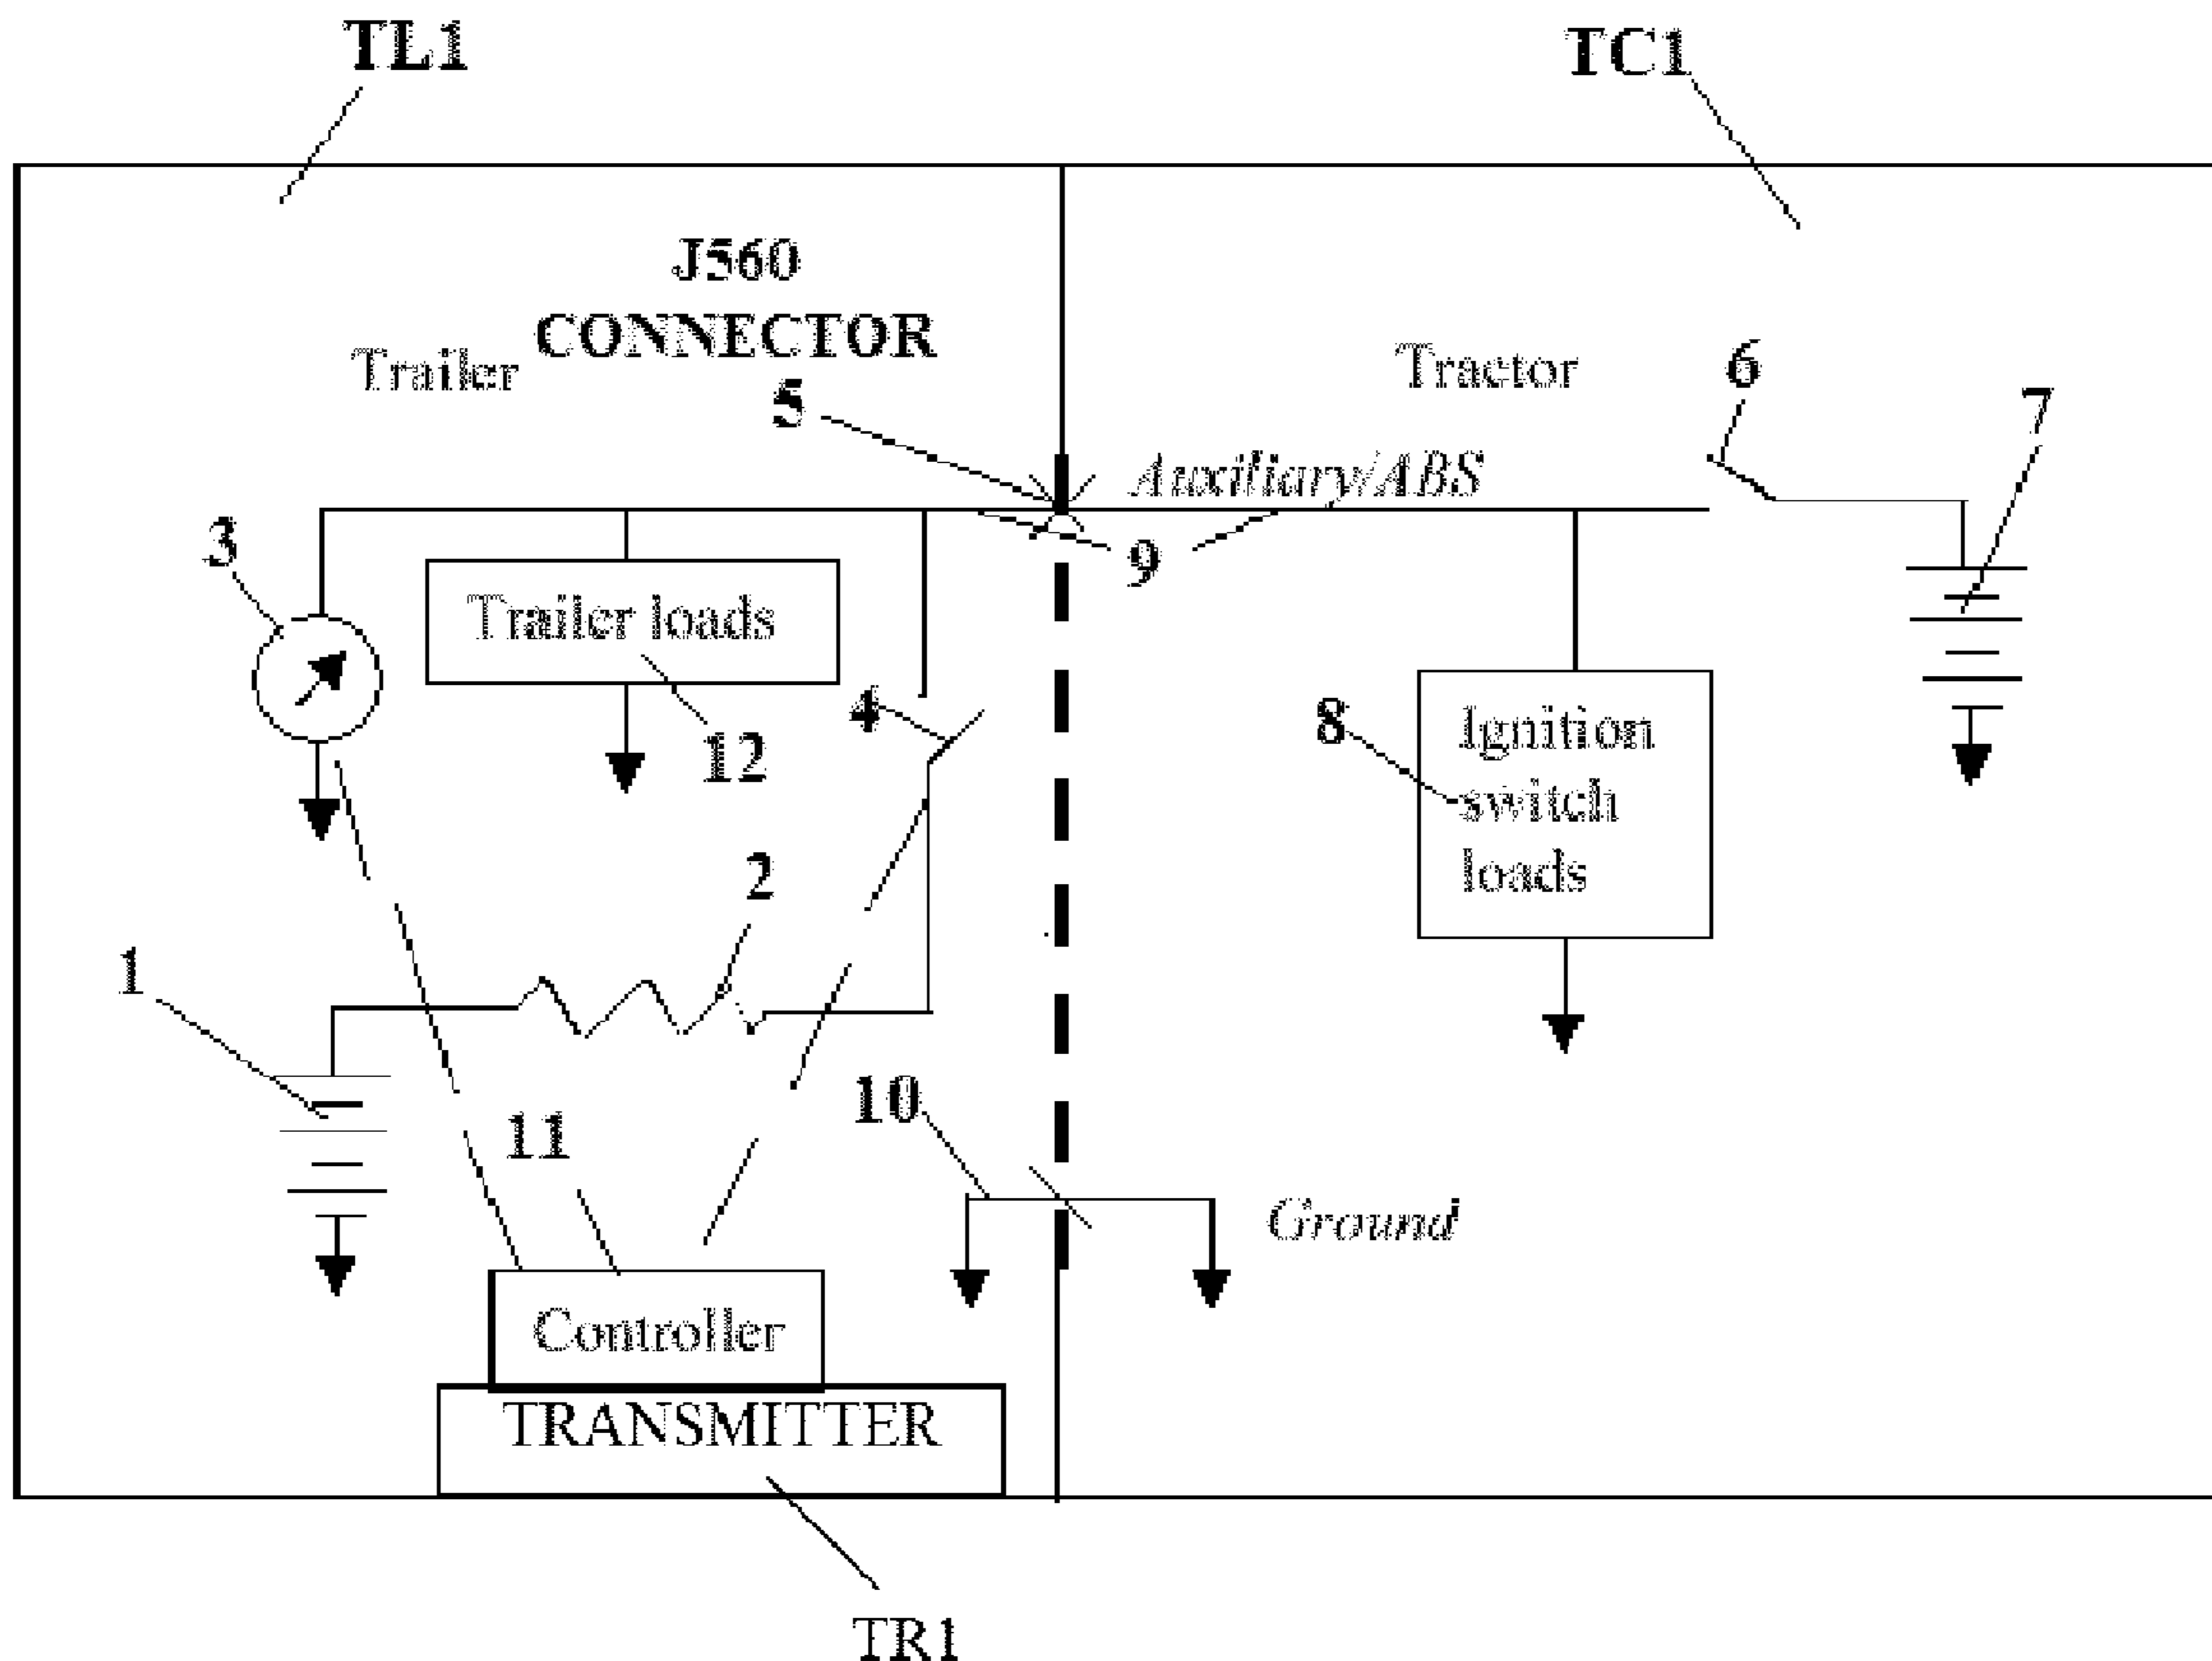 TL1
TC1
J560
CONNECTOR
Trailer
5
Tractor
6
7
Auxiliary/ABS
3
9
Trailer loads
4
12
8
Ignition
switch
loads
2
1
10
11
Ground
Controller
TRANSMITTER
TR1